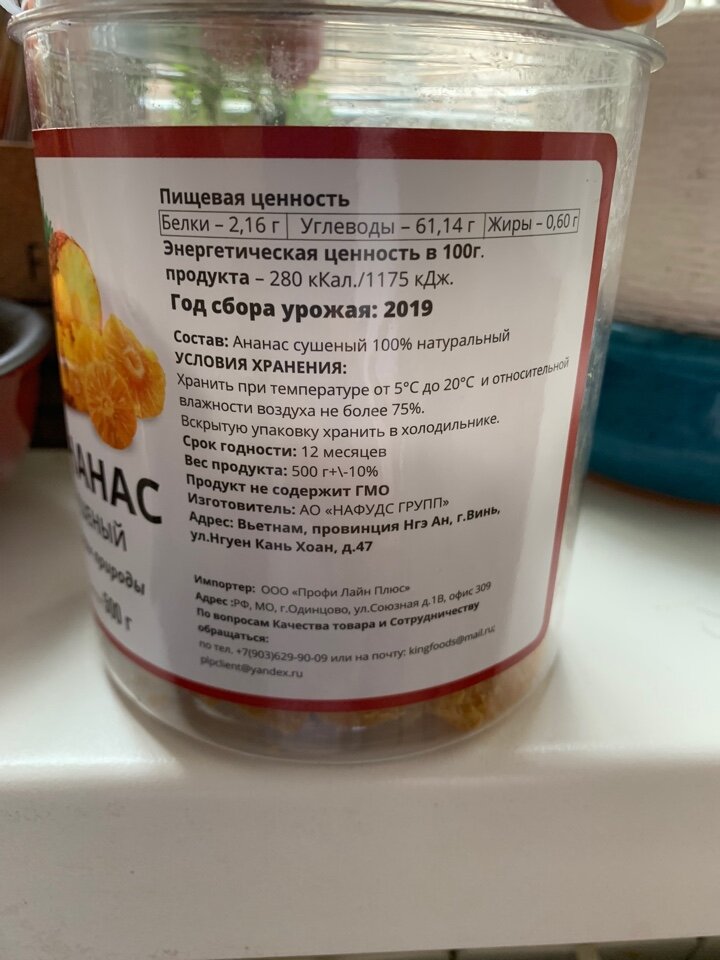 Пищевая ценность
Белки – 2,16 г Углеводы – 61,14 г Жиры – 0,60 г
Энергетическая ценность в 100г.
продукта – 280 кКал./1175 кДж.
Год сбора урожая: 2019
Состав: Ананас сушеный 100% натуральный
УСЛОВИЯ ХРАНЕНИЯ:
Хранить при температуре от 5°С до 20°С и относительной
влажности воздуха не более 75%.
Вскрытую упаковку хранить в холодильнике.
Срок годности: 12 месяцев
Вес продукта: 500 г+\-10%
Продукт не содержит ГМО
Изготовитель: АО «НАФУДС ГРУПП»
Адрес: Вьетнам, провинция Нгэ Ан, г.Винь,
ул.Нгуен Кань Хоан, д.47
Импортер: ООО «Профи Лайн Плюс»
Адрес :РФ, МО, г.Одинцово, ул.Союзная д.1В, офис 309
По вопросам Качества товара и Сотрудничеству
обращаться:
по тел. +7(903)629-90-09 или на почту: kingfoods@mail.ru;
plpclient@yandex.ru